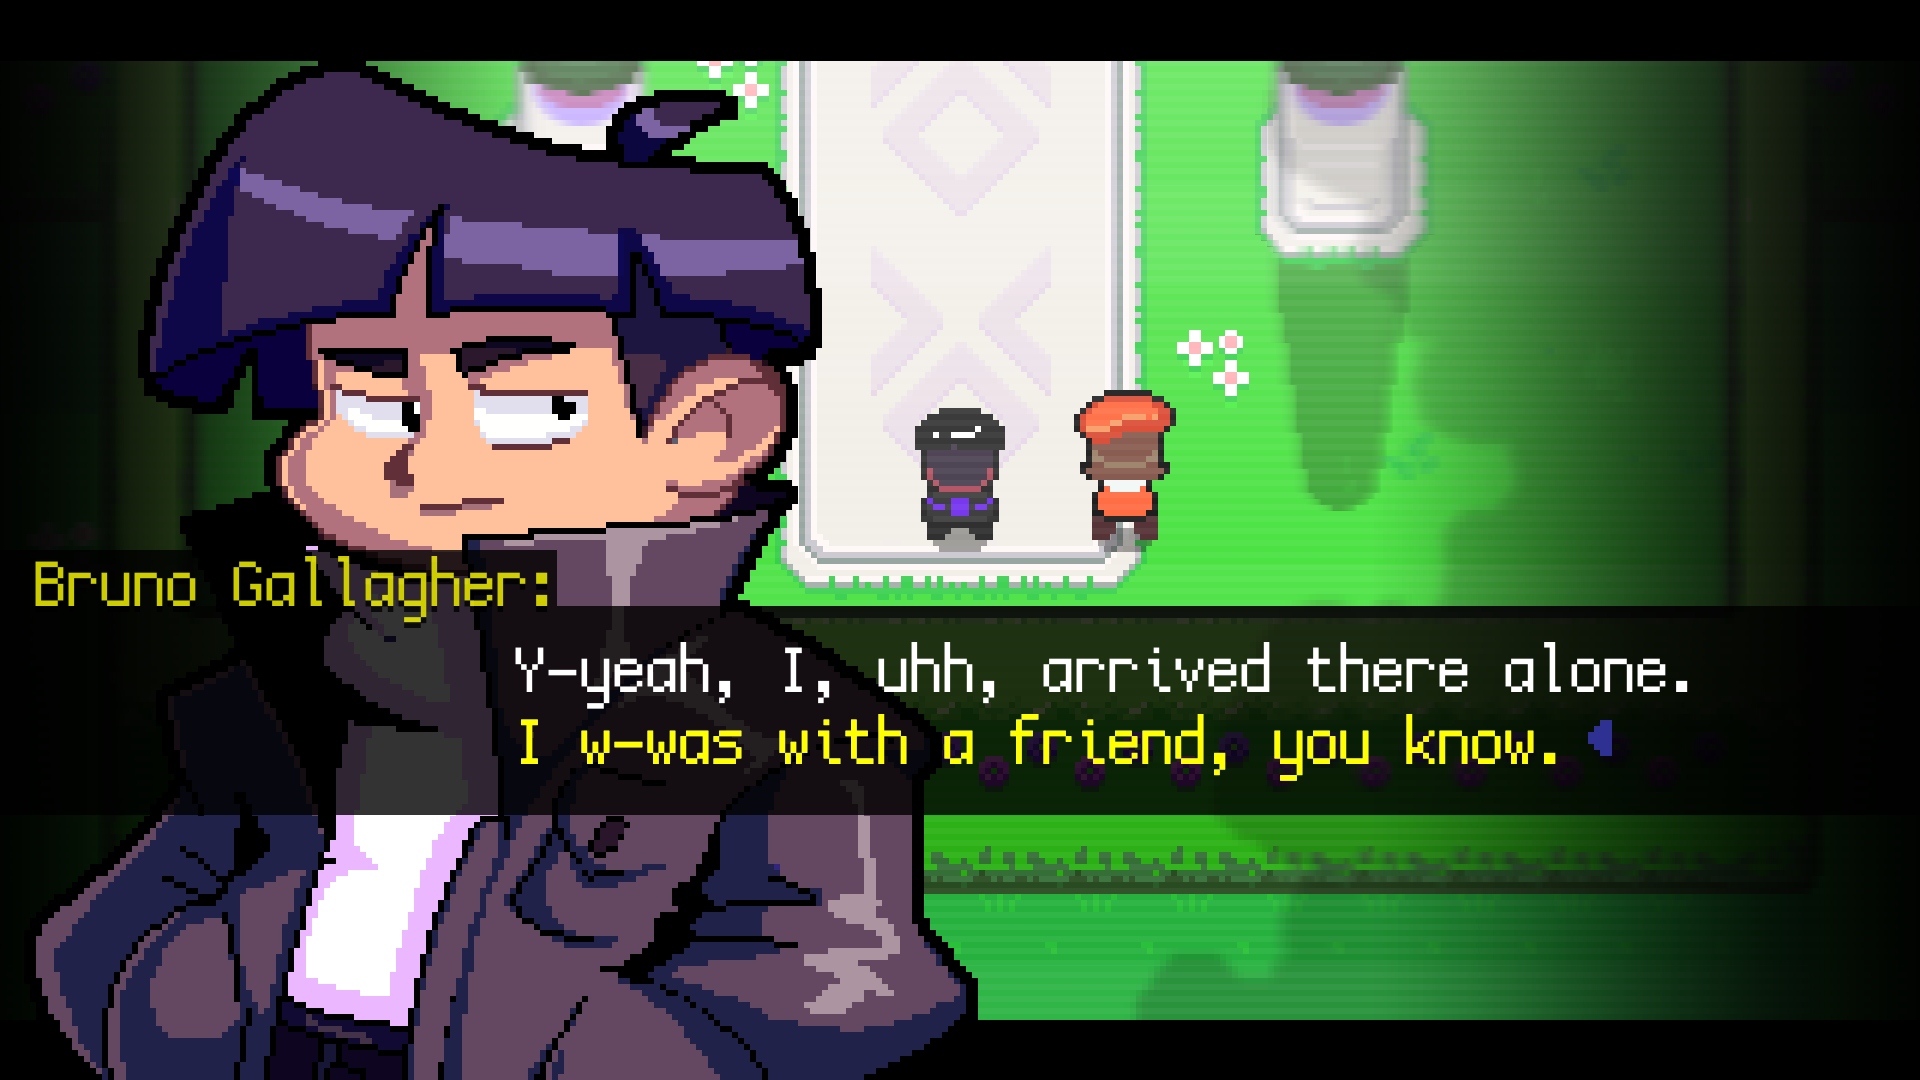 Bruno Gallagher:
Y-yeah, I, uhh, arrived there alone.
I w-was with a friend, you know.